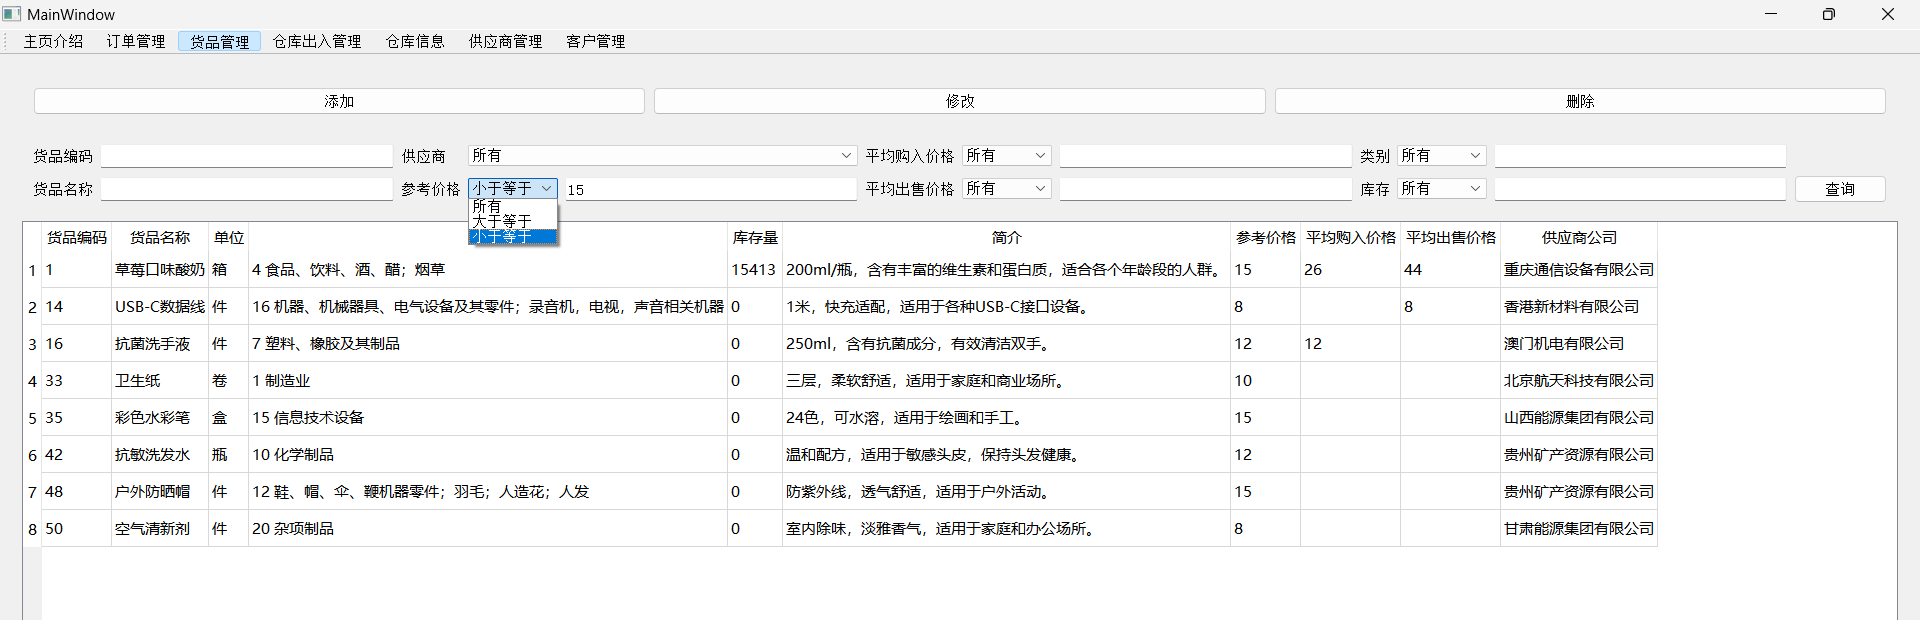 MainWindow
主页介绍 订单管理 货品管理 仓库出入管理 仓库信息 供应商管理 客户管理
添加 修改 删除
货品编码 供应商 所有 平均购入价格 所有 类别 所有
货品名称 参考价格 小于等于 15 平均出售价格 所有 库存 所有 查询
所有
大于等于
小于等于
货品编码 货品名称 单位 库存量 简介 参考价格 平均购入价格 平均出售价格 供应商公司
1 1 草莓口味酸奶 箱 4 食品、饮料、酒、醋；烟草 15413 200ml/瓶，含有丰富的维生素和蛋白质，适合各个年龄段的人群。 15 26 44 重庆通信设备有限公司
2 14 USB-C数据线 件 16 机器、机械器具、电气设备及其零件；录音机，电视，声音相关机器 0 1米，快充适配，适用于各种USB-C接口设备。 8 8 香港新材料有限公司
3 16 抗菌洗手液 件 7 塑料、橡胶及其制品 0 250ml，含有抗菌成分，有效清洁双手。 12 12 澳门机电有限公司
4 33 卫生纸 卷 1 制造业 0 三层，柔软舒适，适用于家庭和商业场所。 10 北京航天科技有限公司
5 35 彩色水彩笔 盒 15 信息技术设备 0 24色，可水溶，适用于绘画和手工。 15 山西能源集团有限公司
6 42 抗敏洗发水 瓶 10 化学制品 0 温和配方，适用于敏感头皮，保持头发健康。 12 贵州矿产资源有限公司
7 48 户外防晒帽 件 12 鞋、帽、伞、鞭机器零件；羽毛；人造花；人发 0 防紫外线，透气舒适，适用于户外活动。 15 贵州矿产资源有限公司
8 50 空气清新剂 件 20 杂项制品 0 室内除味，淡雅香气，适用于家庭和办公场所。 8 甘肃能源集团有限公司